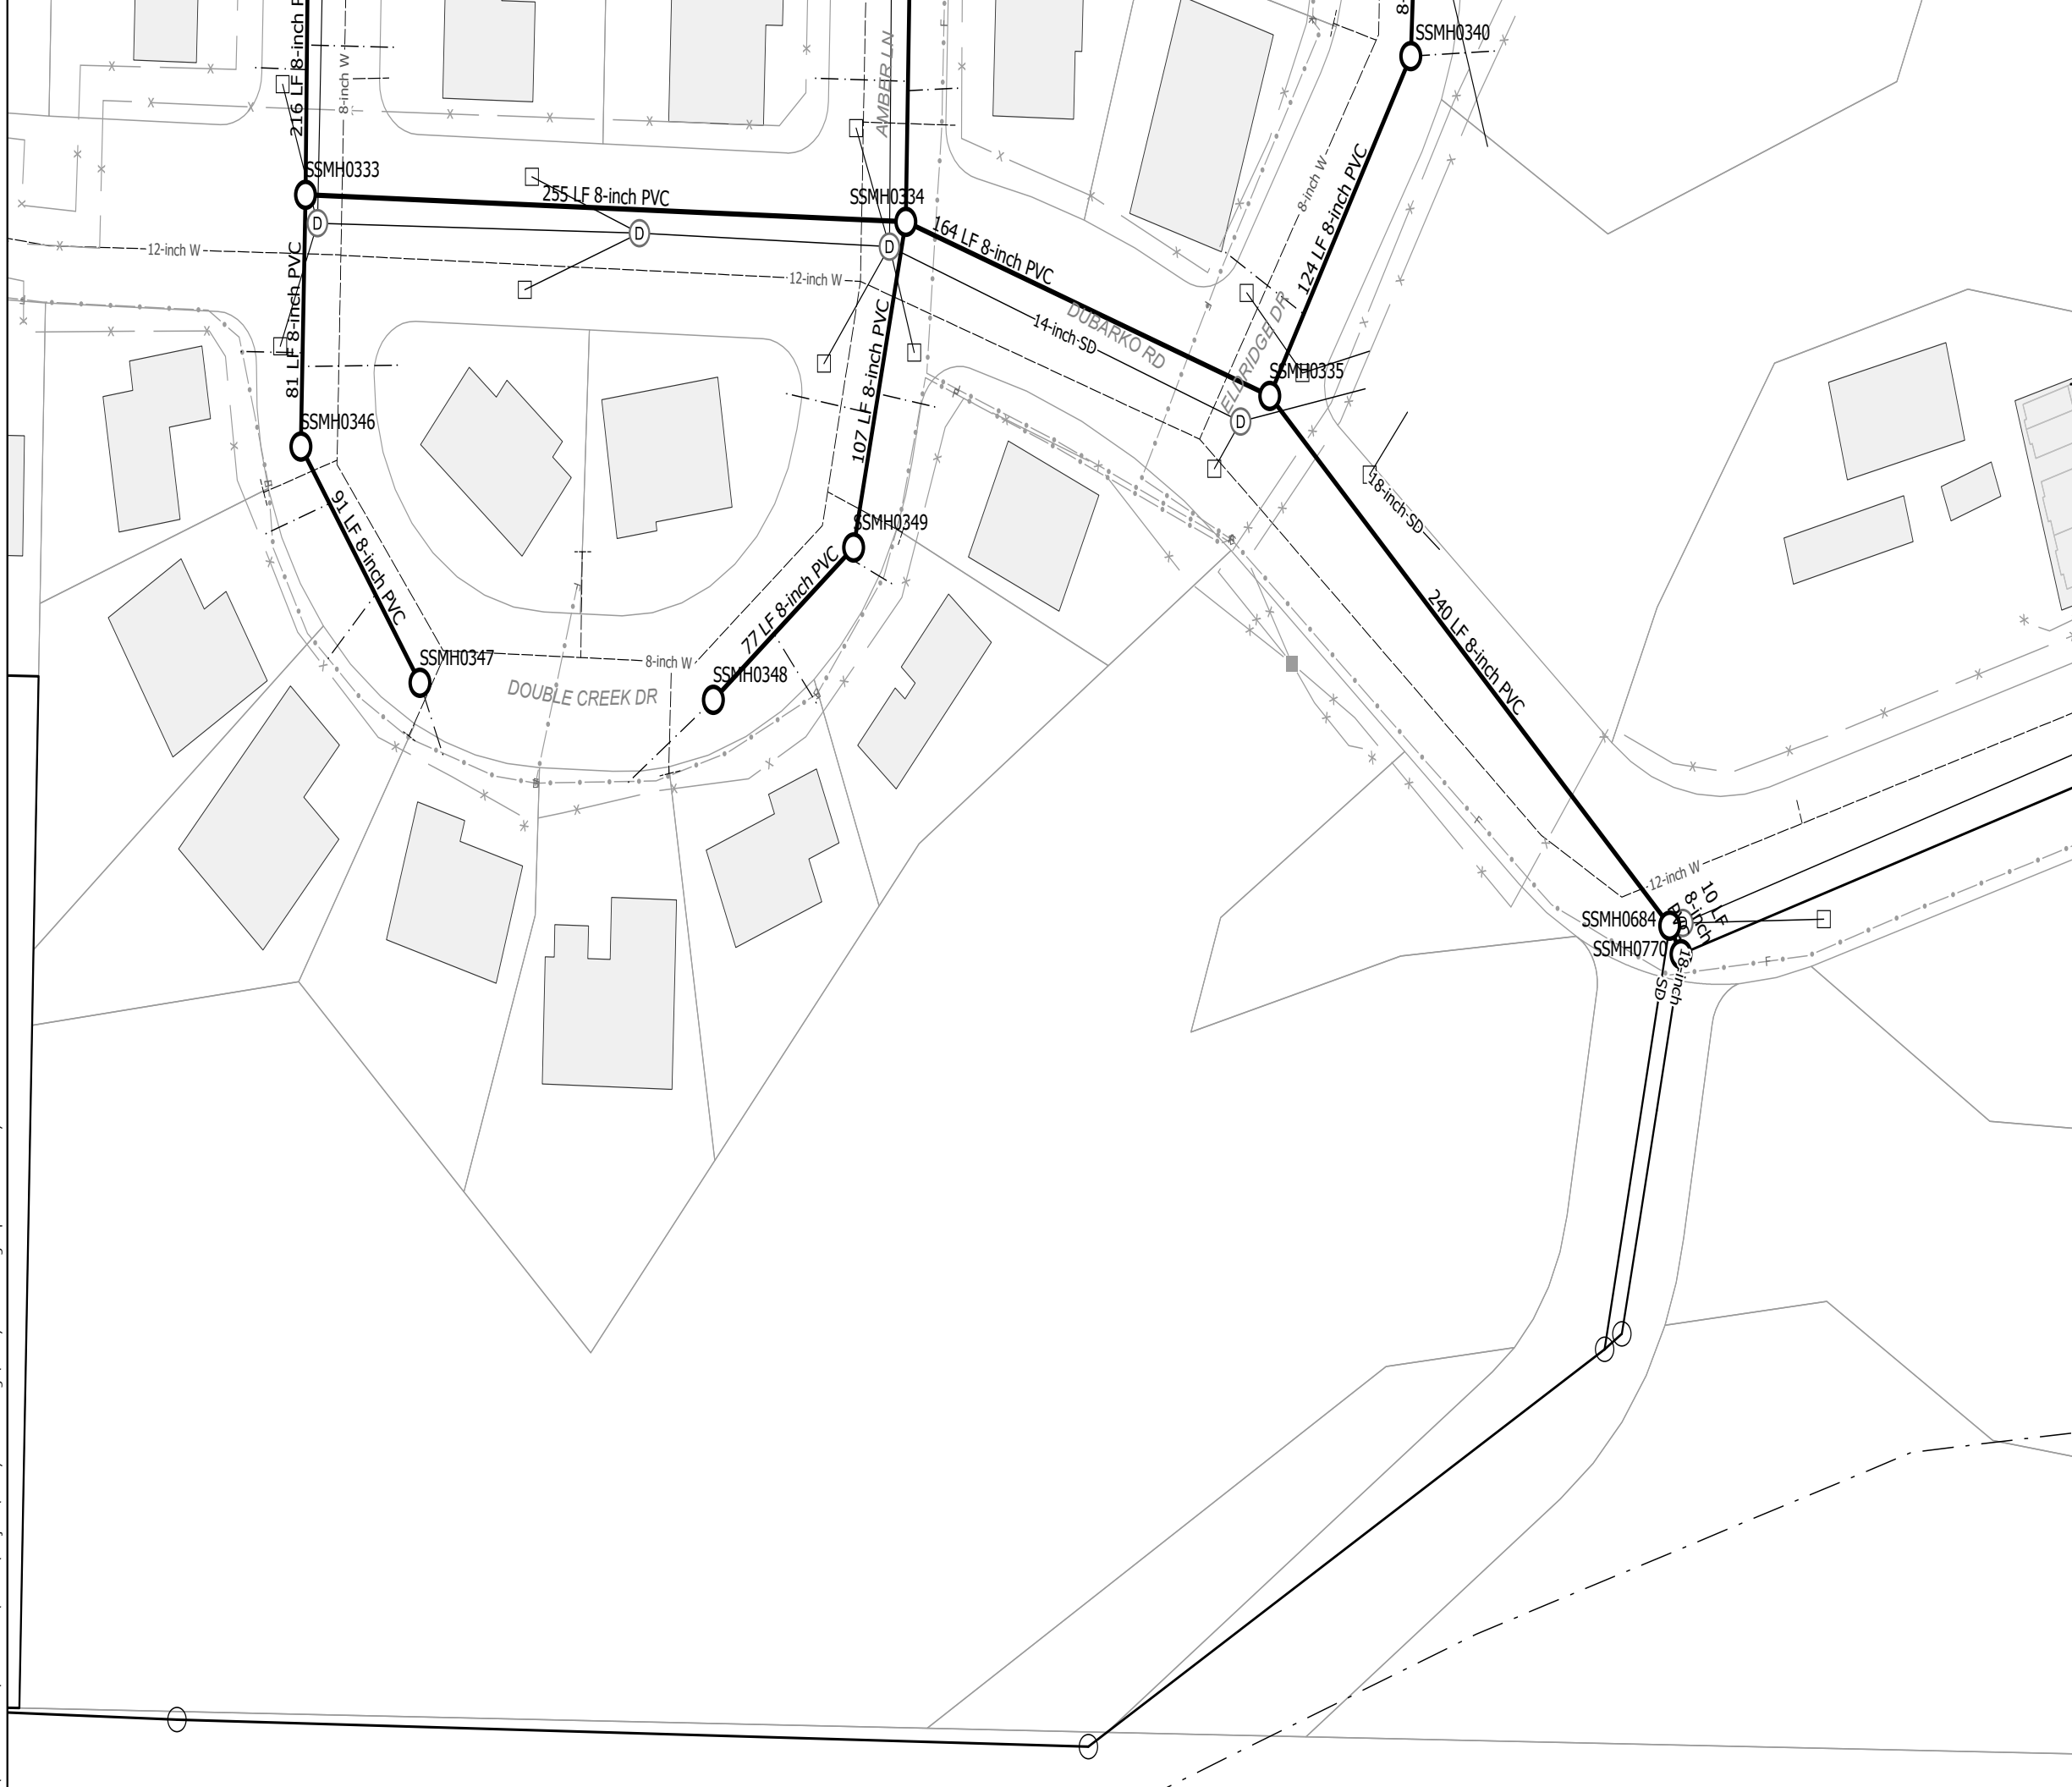 216 LF 8-inch
8-inch W
AMBER LN
SSMH0340
SSMH0333
255 LF 8-inch PVC
SSMH0334
164 LF 8-inch PVC
8-inch W
124 LF 8-inch PVC
D
D
D
12-inch W
12-inch W
81 LF 8-inch PVC
14-inch SD
DUBARKO RD
ELDRIDGE DR
SSMH0335
D
107 LF 8-inch PVC
SSMH0346
18-inch SD
91 LF 8-inch PVC
SSMH0349
77 LF 8-inch PVC
240 LF 8-inch PVC
SSMH0347
8-inch W
SSMH0348
DOUBLE CREEK DR
12-inch W
10 LF
8-inch
SSMH0684
SSMH0770
18-inch
SD
F
F